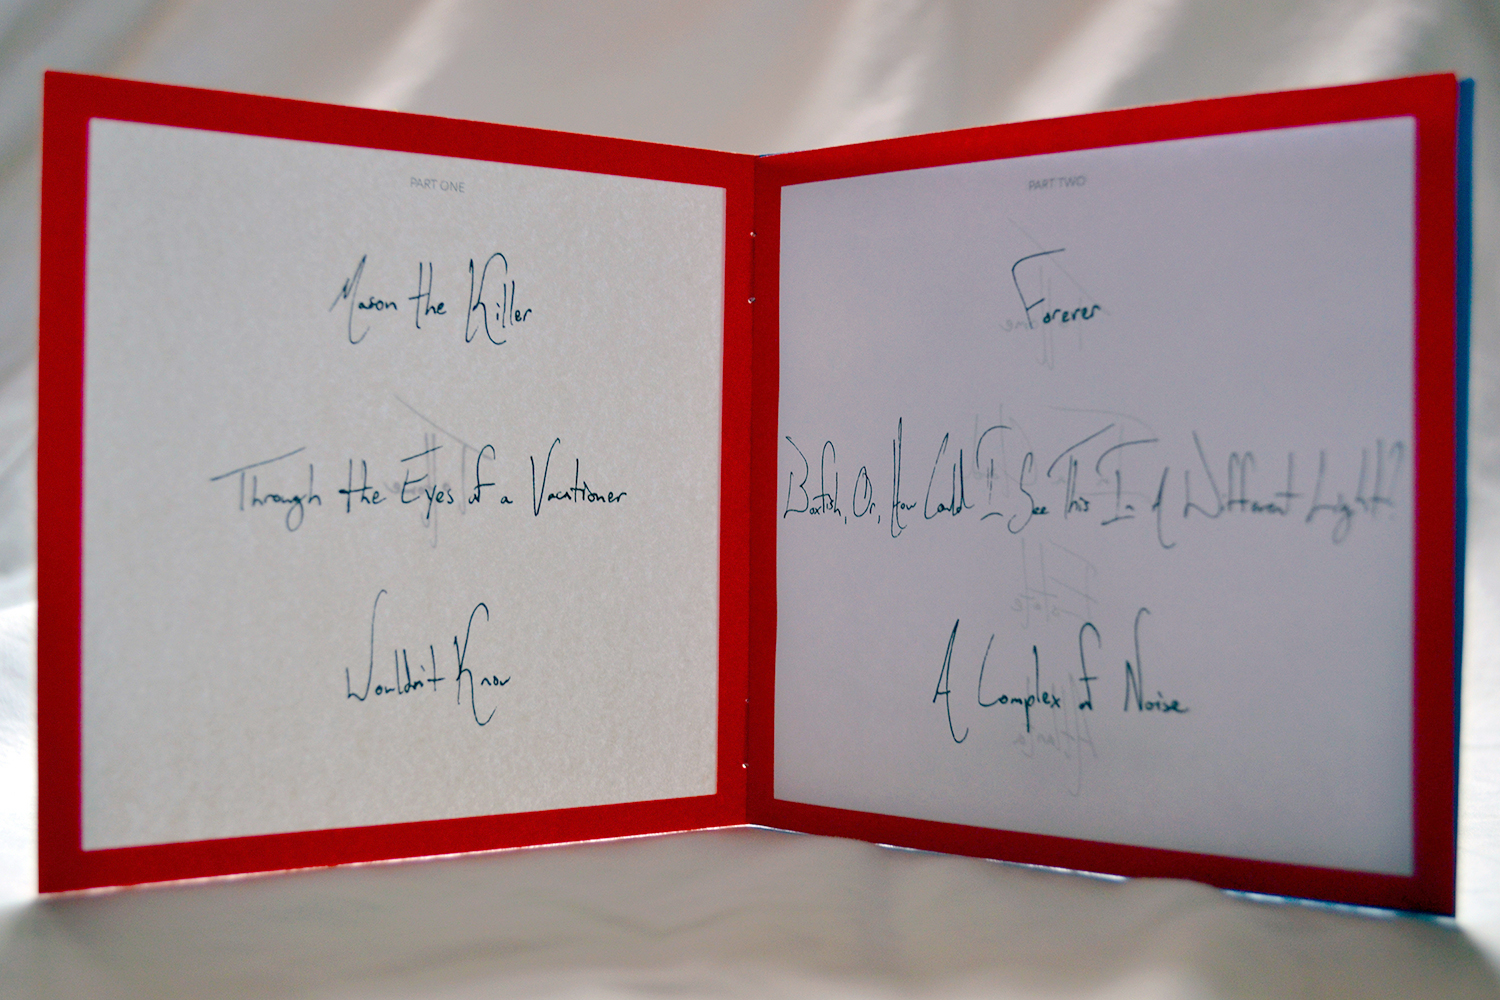 PART ONE
Mason the Killer
Through the Eyes of a Vacationer
Wouldn't Know
PART TWO
Forever
Boxfish, Or, How Could I See This In A Different Light?
A Complex of Noise